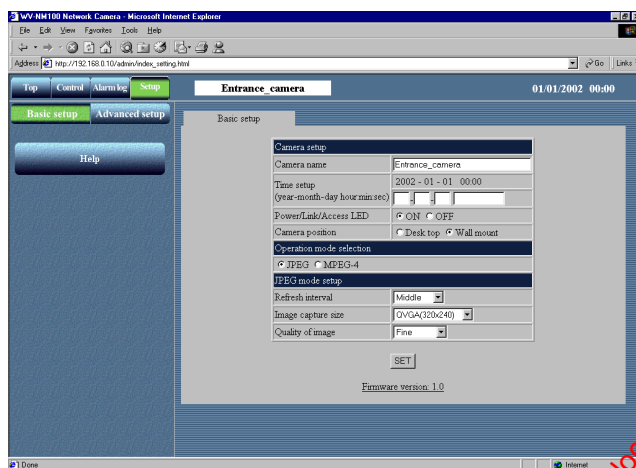 WV-NM100 Network Camera - Microsoft Internet Explorer
File Edit View Favorites Tools Help
Address http://192.168.0.10/admin/index_setting.html Go Links
Top Control Alarm log Setup Entrance_camera 01/01/2002 00:00
Basic setup Advanced setup
Help
Basic setup
Camera setup
Camera name Entrance_camera
Time setup
(year-month-day hour:min:sec) 2002 - 01 - 01 00:00
- - :
Power/Link/Access LED ON OFF
Camera position Desk top Wall mount
Operation mode selection
JPEG MPEG-4
JPEG mode setup
Refresh interval Middle
Image capture size QVGA(320x240)
Quality of image Fine
SET
Firmware version: 1.0
Done Internet